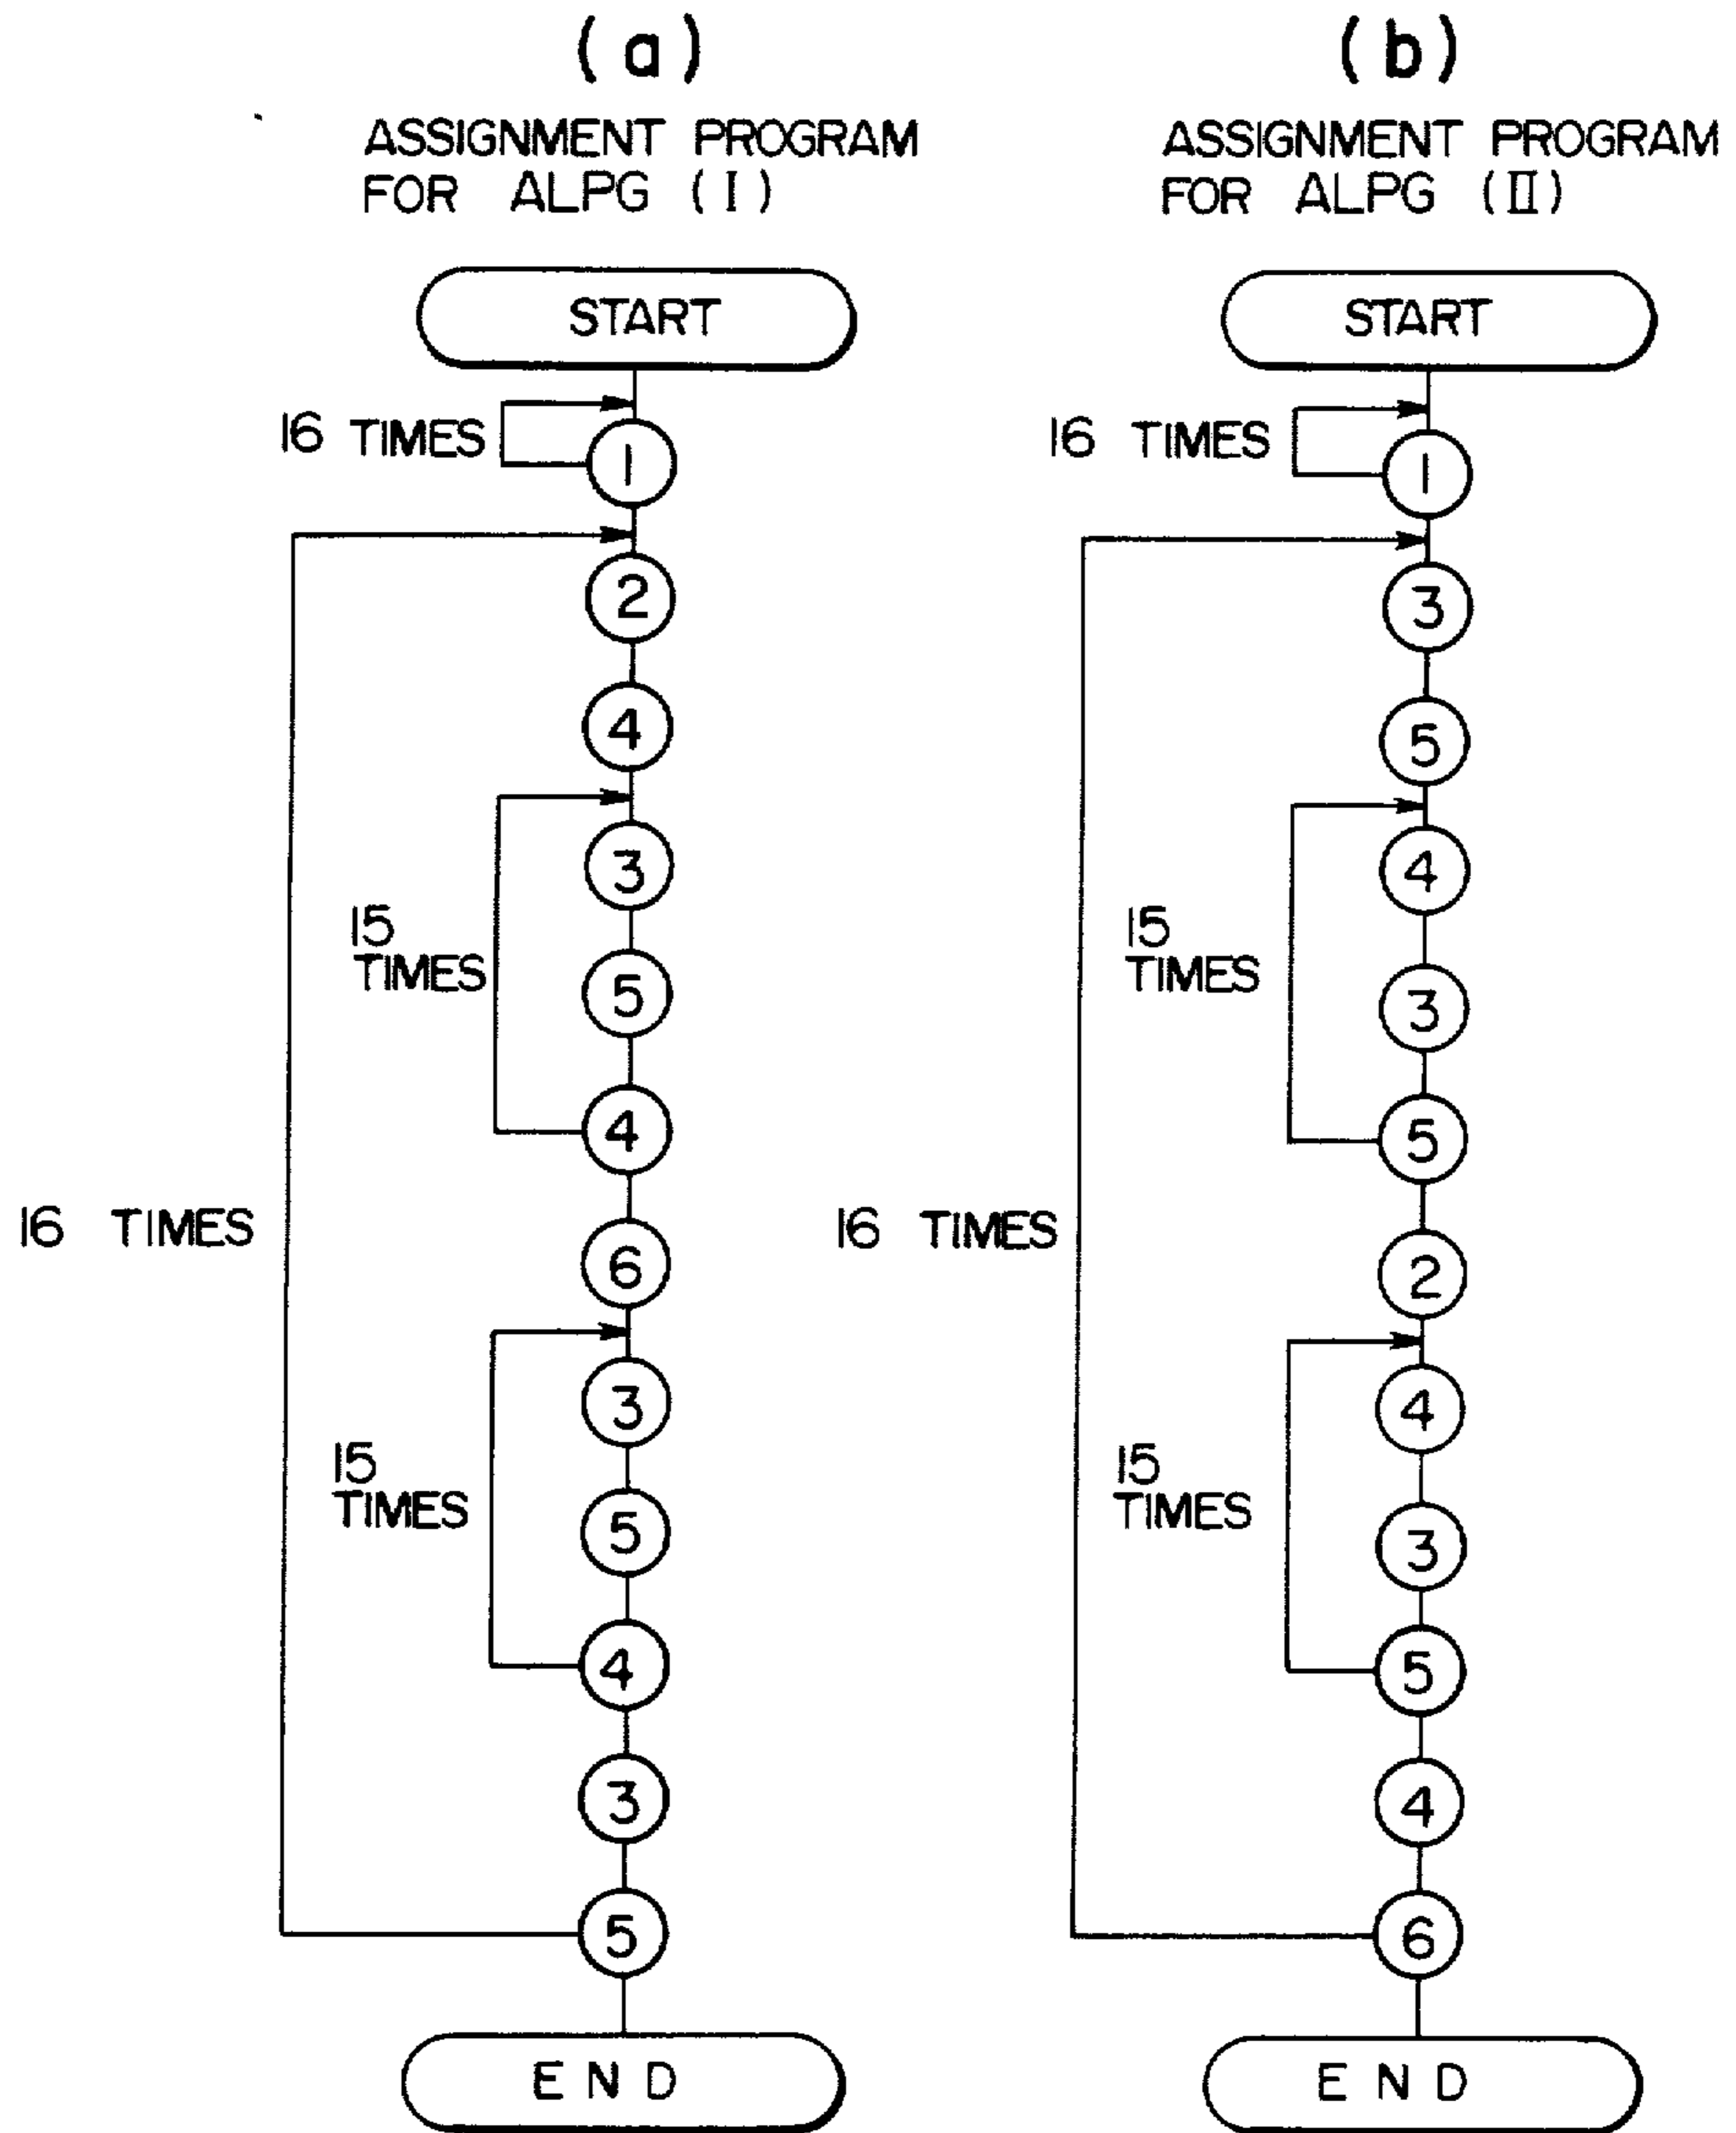 (a)
ASSIGNMENT PROGRAM
FOR ALPG (I)
START
16 TIMES
1
2
4
3
15
TIMES
5
4
16 TIMES
6
3
15
TIMES
5
4
3
5
END
(b)
ASSIGNMENT PROGRAM
FOR ALPG (II)
START
16 TIMES
1
3
5
4
15
TIMES
3
5
16 TIMES
2
4
15
TIMES
3
5
4
6
END